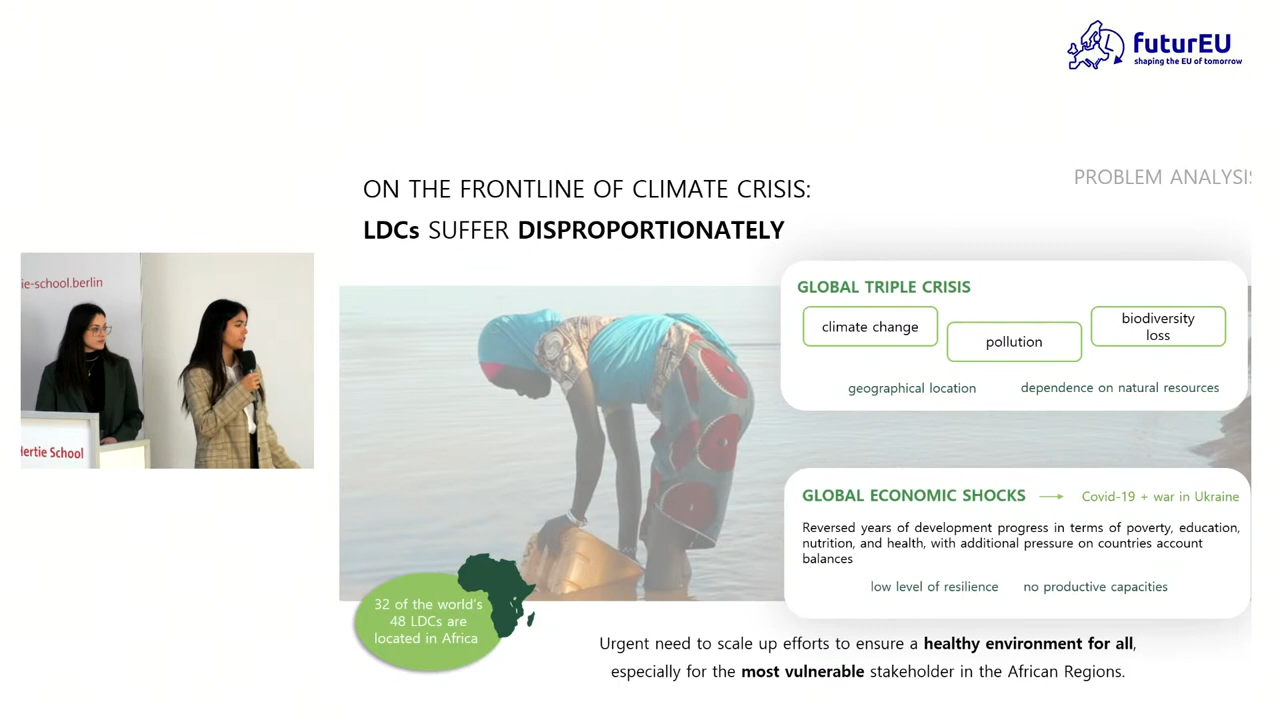 futurEU
shaping the EU of tomorrow
PROBLEM ANALYSIS
ON THE FRONTLINE OF CLIMATE CRISIS:
LDCs SUFFER DISPROPORTIONATELY
ie-school.berlin
Hertie School
GLOBAL TRIPLE CRISIS
climate change
pollution
biodiversity
loss
geographical location
dependence on natural resources
GLOBAL ECONOMIC SHOCKS
Covid-19 + war in Ukraine
Reversed years of development progress in terms of poverty, education,
nutrition, and health, with additional pressure on countries account
balances
low level of resilience
no productive capacities
32 of the world's
48 LDCs are
located in Africa
Urgent need to scale up efforts to ensure a healthy environment for all,
especially for the most vulnerable stakeholder in the African Regions.